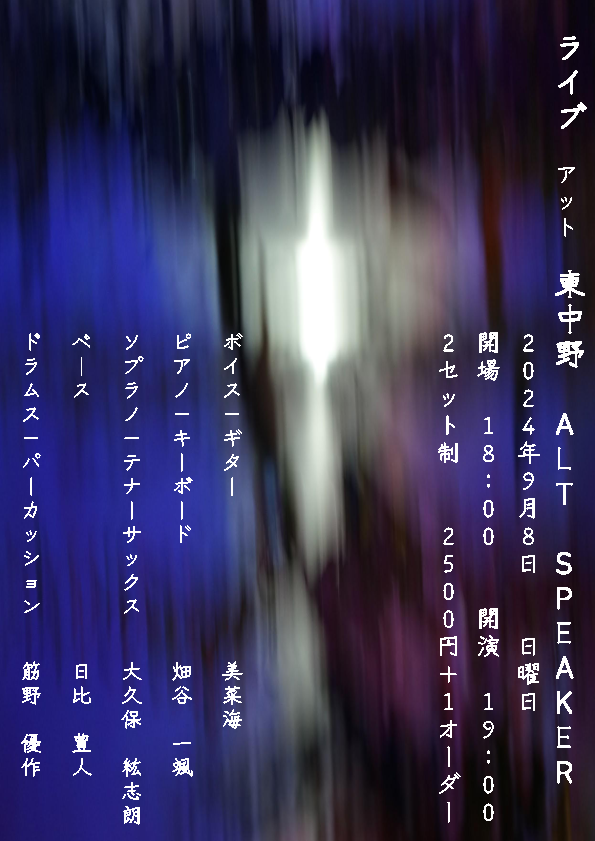 ライブ アット 東中野 ALT SPEAKER
2024年9月8日 日曜日
開場 18:00 開演 19:00
2セット制 2500円+1オーダー
ボイスーギター 美菜海
ピアノーキーボード 畑谷 一颯
ソプラノーテナーサックス 大久保 絃志朗
ベース 日比 豊人
ドラムスーパーカッション 筋野 優作